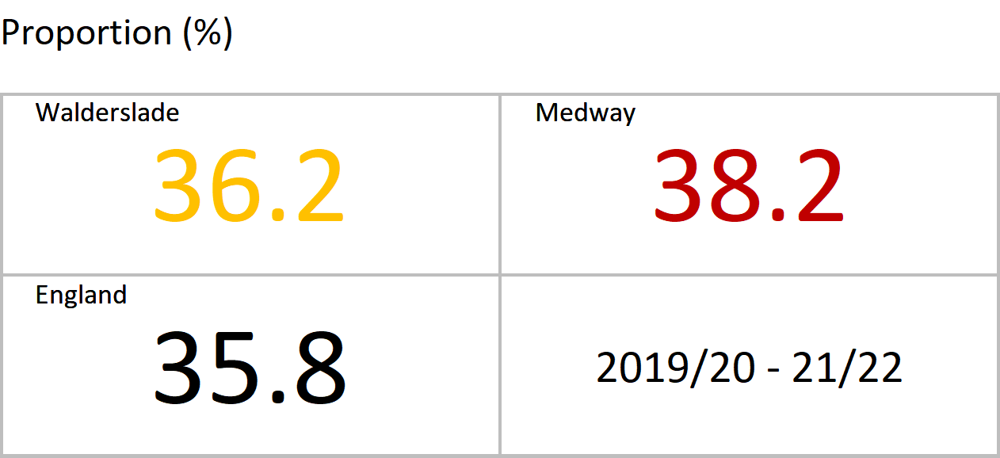 Proportion (%)
Walderslade
36.2
Medway
38.2
England
35.8
2019/20 - 21/22